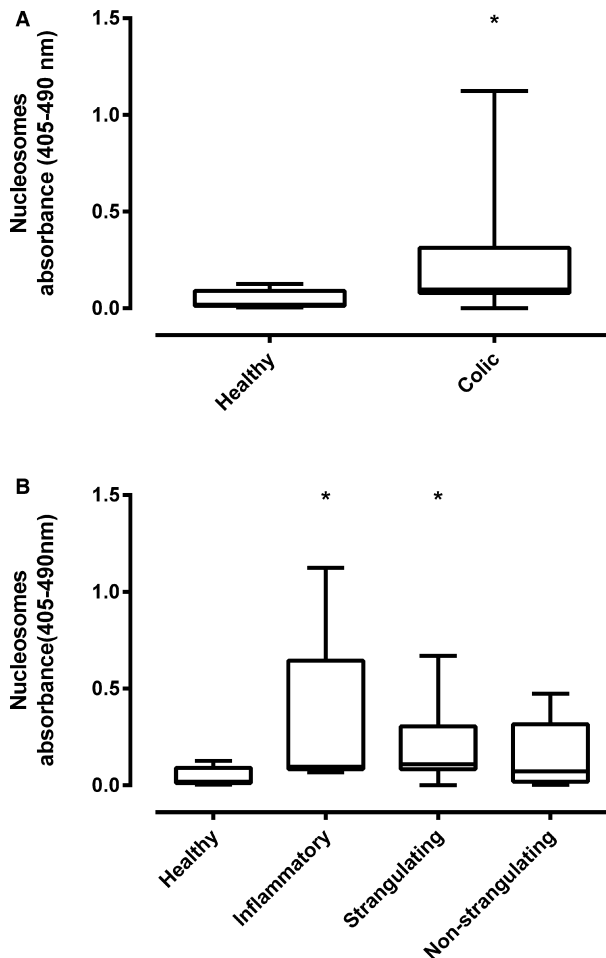 A
Nucleosomes
absorbance (405-490 nm)
1.5
1.0
0.5
0.0
*
Healthy
Colic
B
Nucleosomes
absorbance(405-490nm)
1.5
1.0
0.5
0.0
*
*
Healthy
Inflammatory
Strangulating
Non-strangulating